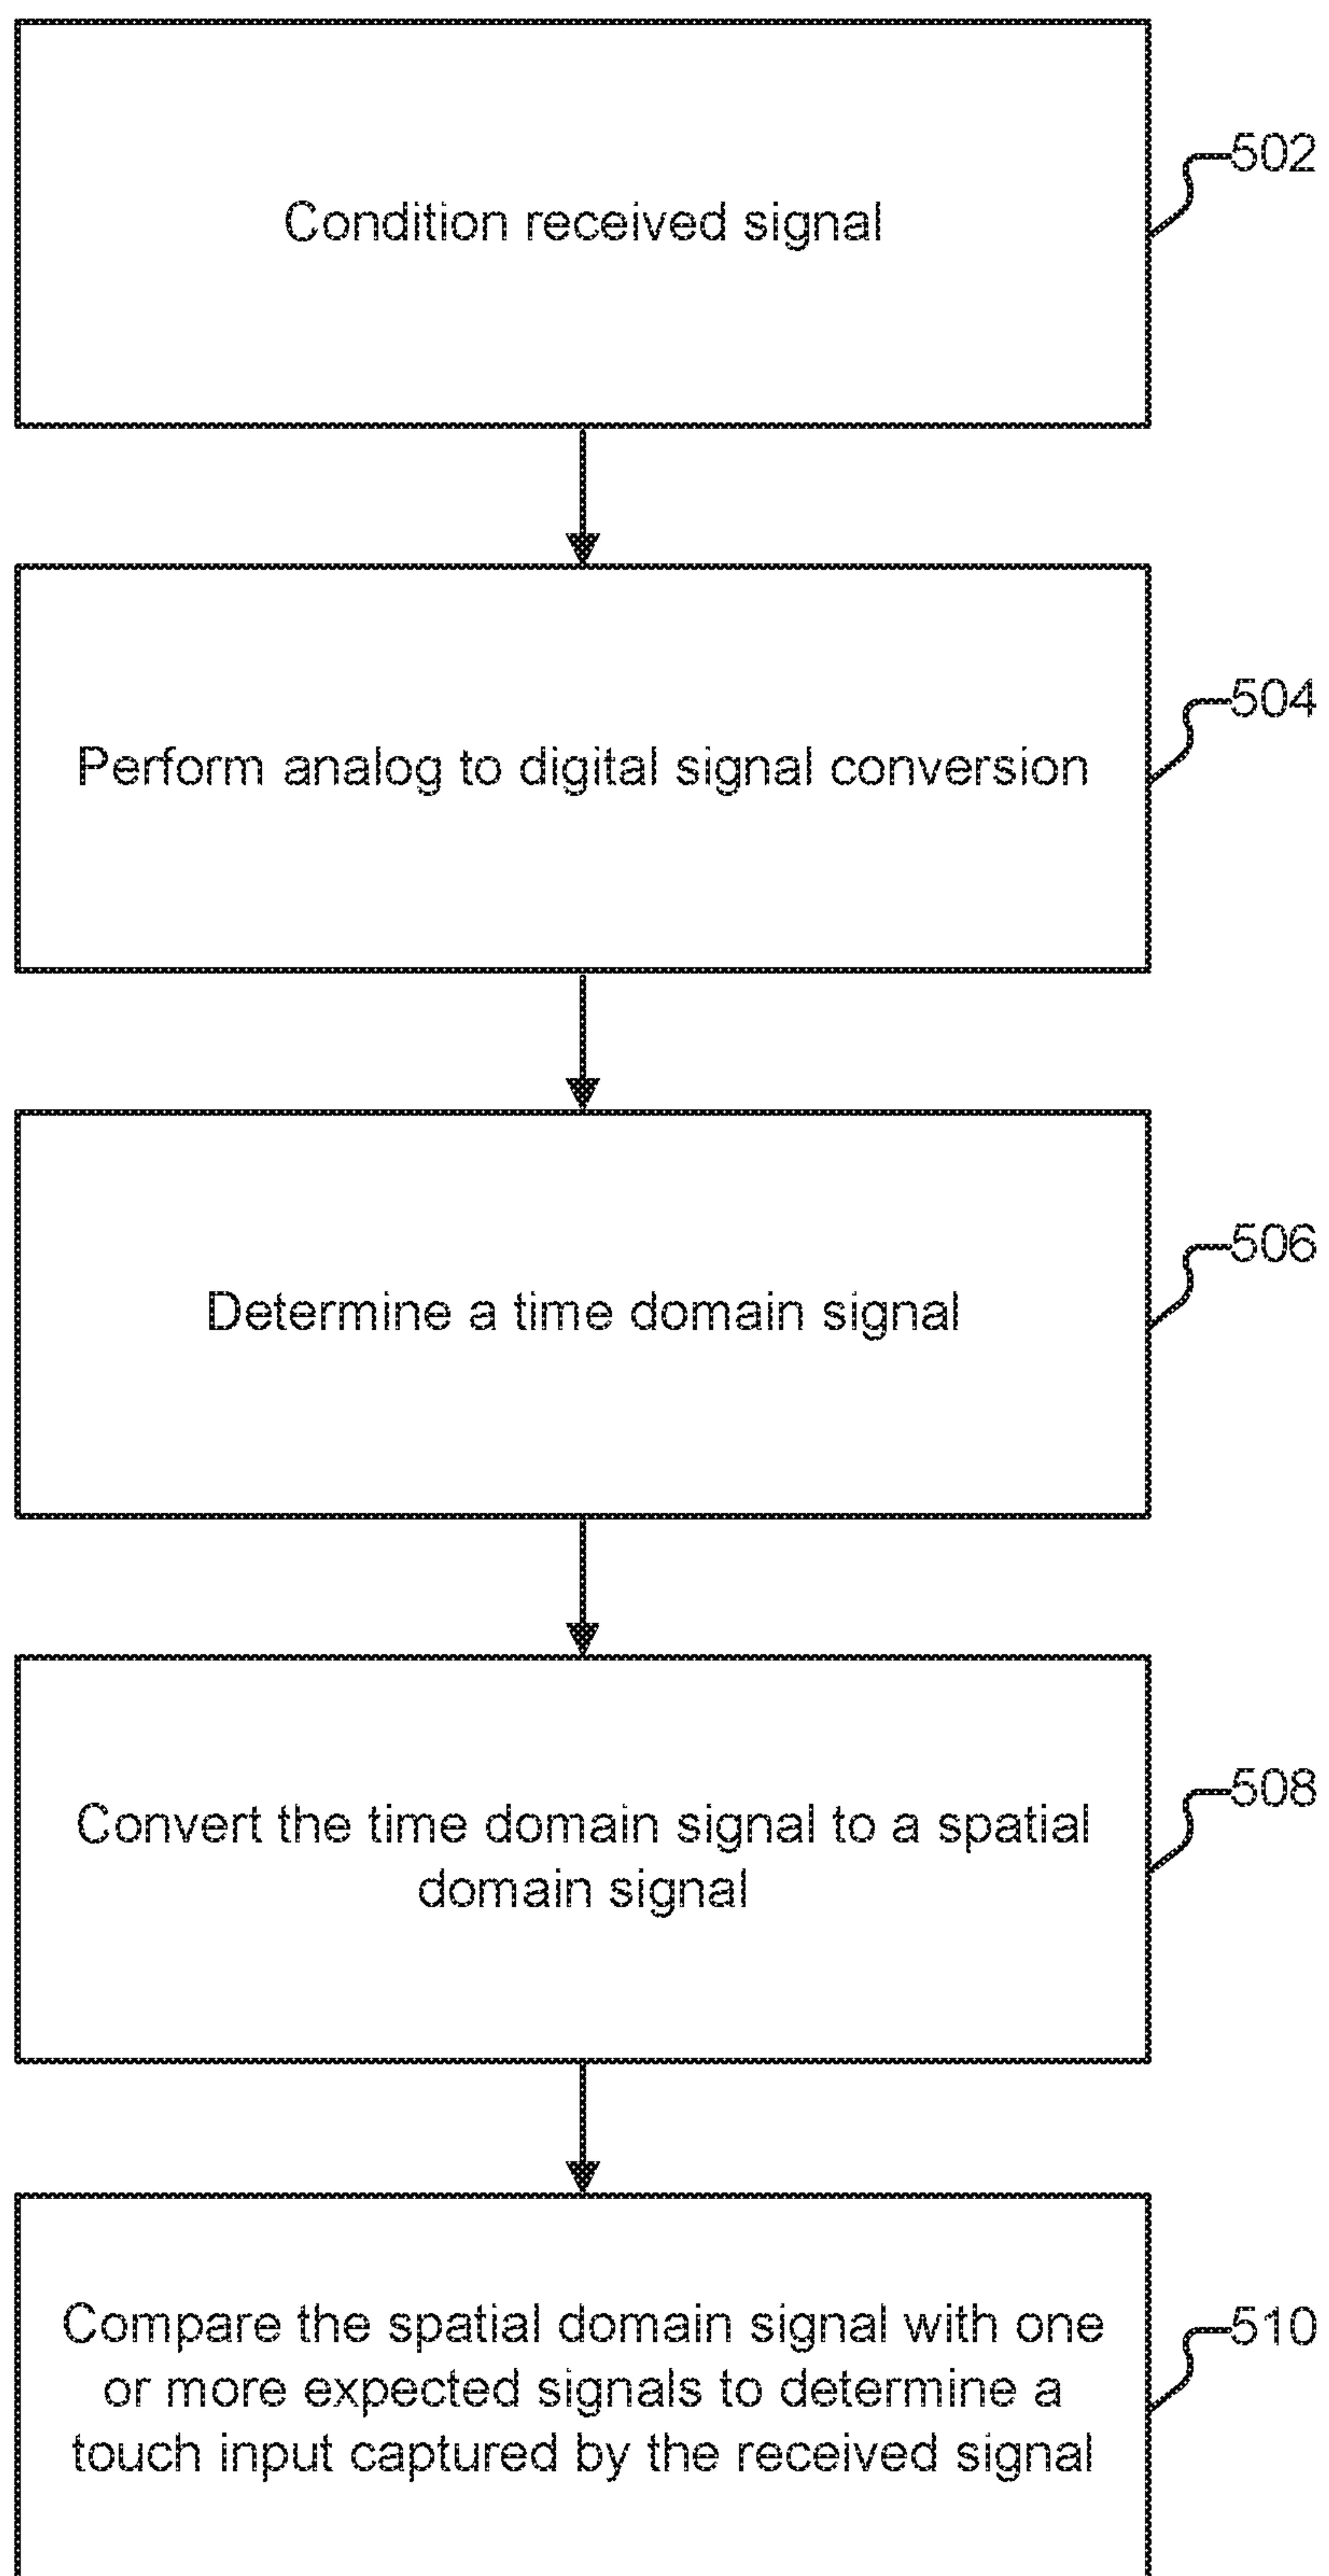 Condition received signal
502
Perform analog to digital signal conversion
504
Determine a time domain signal
506
Convert the time domain signal to a spatial
domain signal
508
Compare the spatial domain signal with one
or more expected signals to determine a
touch input captured by the received signal
510